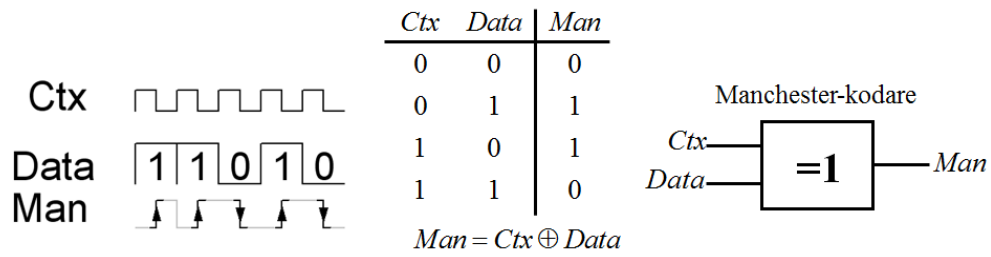 Ctx
Data 1 1 0 1 0
Man
Ctx Data Man
0 0 0
0 1 1
1 0 1
1 1 0
Man = Ctx ⊕ Data
Manchester-kodare
Ctx
Data
=1
Man